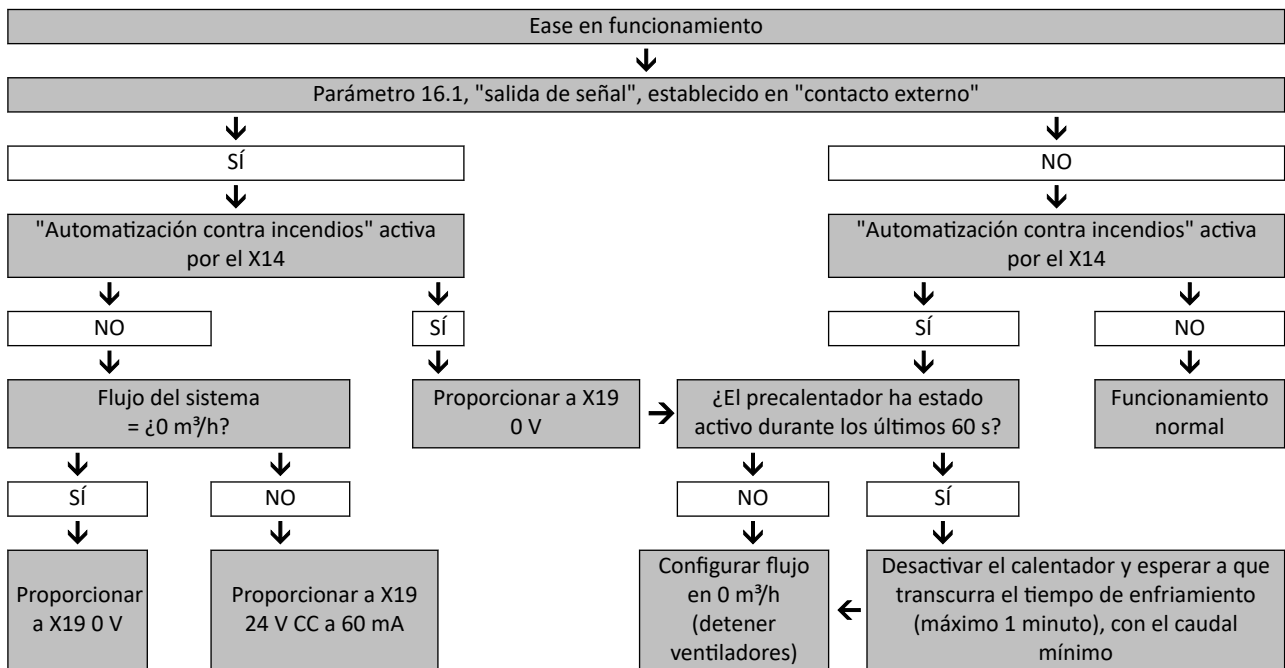 Ease en funcionamiento
Parámetro 16.1, "salida de señal", establecido en "contacto externo"
SÍ
NO
"Automatización contra incendios" activa
por el X14
"Automatización contra incendios" activa
por el X14
NO
SÍ
SÍ
NO
Flujo del sistema
= ¿0 m³/h?
Proporcionar a X19
0 V
¿El precalentador ha estado
activo durante los últimos 60 s?
Funcionamiento
normal
SÍ
NO
NO
SÍ
Proporcionar
a X19 0 V
Proporcionar a X19
24 V CC a 60 mA
Configurar flujo
en 0 m³/h
(detener
ventiladores)
Desactivar el calentador y esperar a que
transcurra el tiempo de enfriamiento
(máximo 1 minuto), con el caudal
mínimo